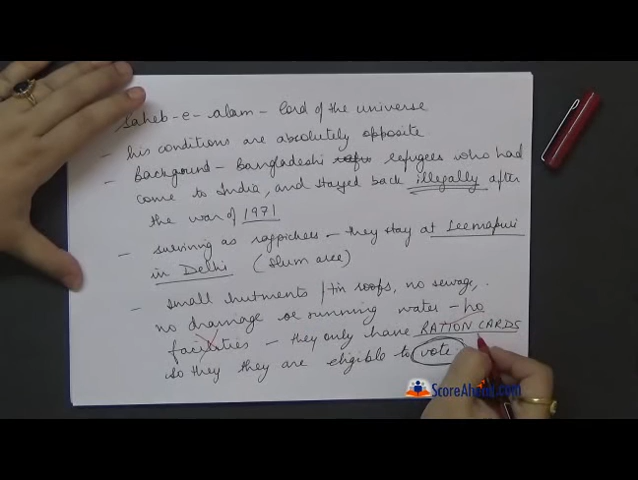 Saheb-e-alam - lord of the universe
- his conditions are absolutely opposite
- Background - Bangladeshi refugees who had
come to India, and stayed back illegally after
the war of 1971
- surviving as ragpickers - they stay at Seemapuri
in Delhi (slum area)
- small hutments / tin roofs, no sewage,
no drainage or running water - no
facilities - they only have RATION CARDS
so they they are eligible to vote
ScoreAhead.com